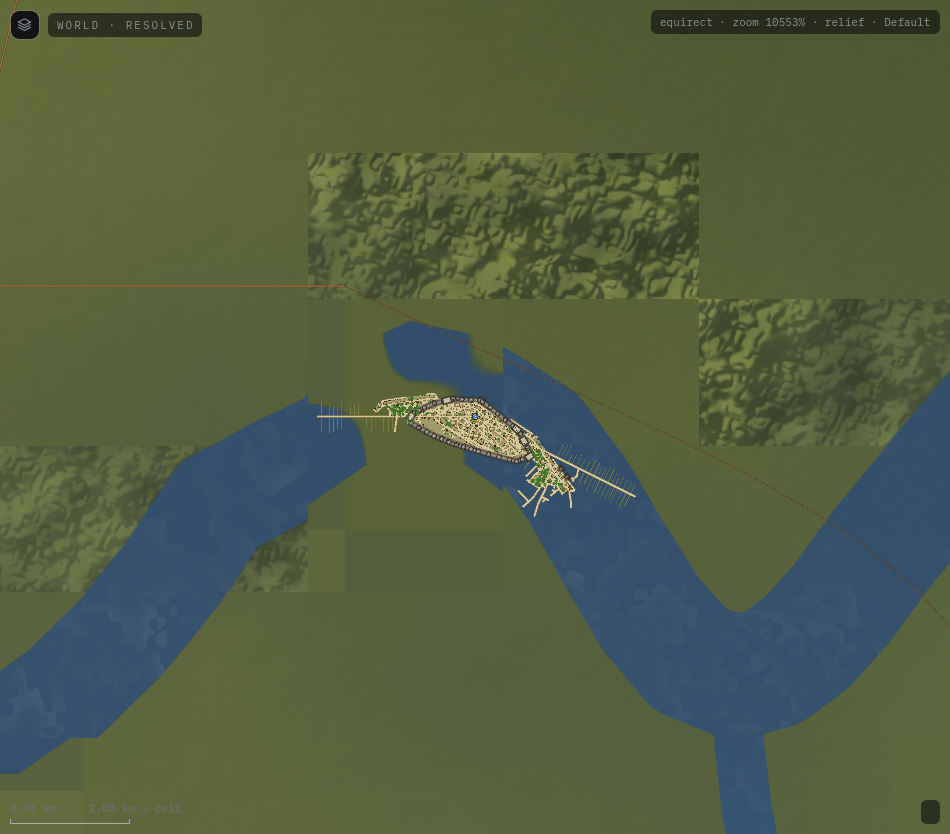 WORLD · RESOLVED
equirect · zoom 10553% · relief · Default
0.96 km · 2.08 km / cell